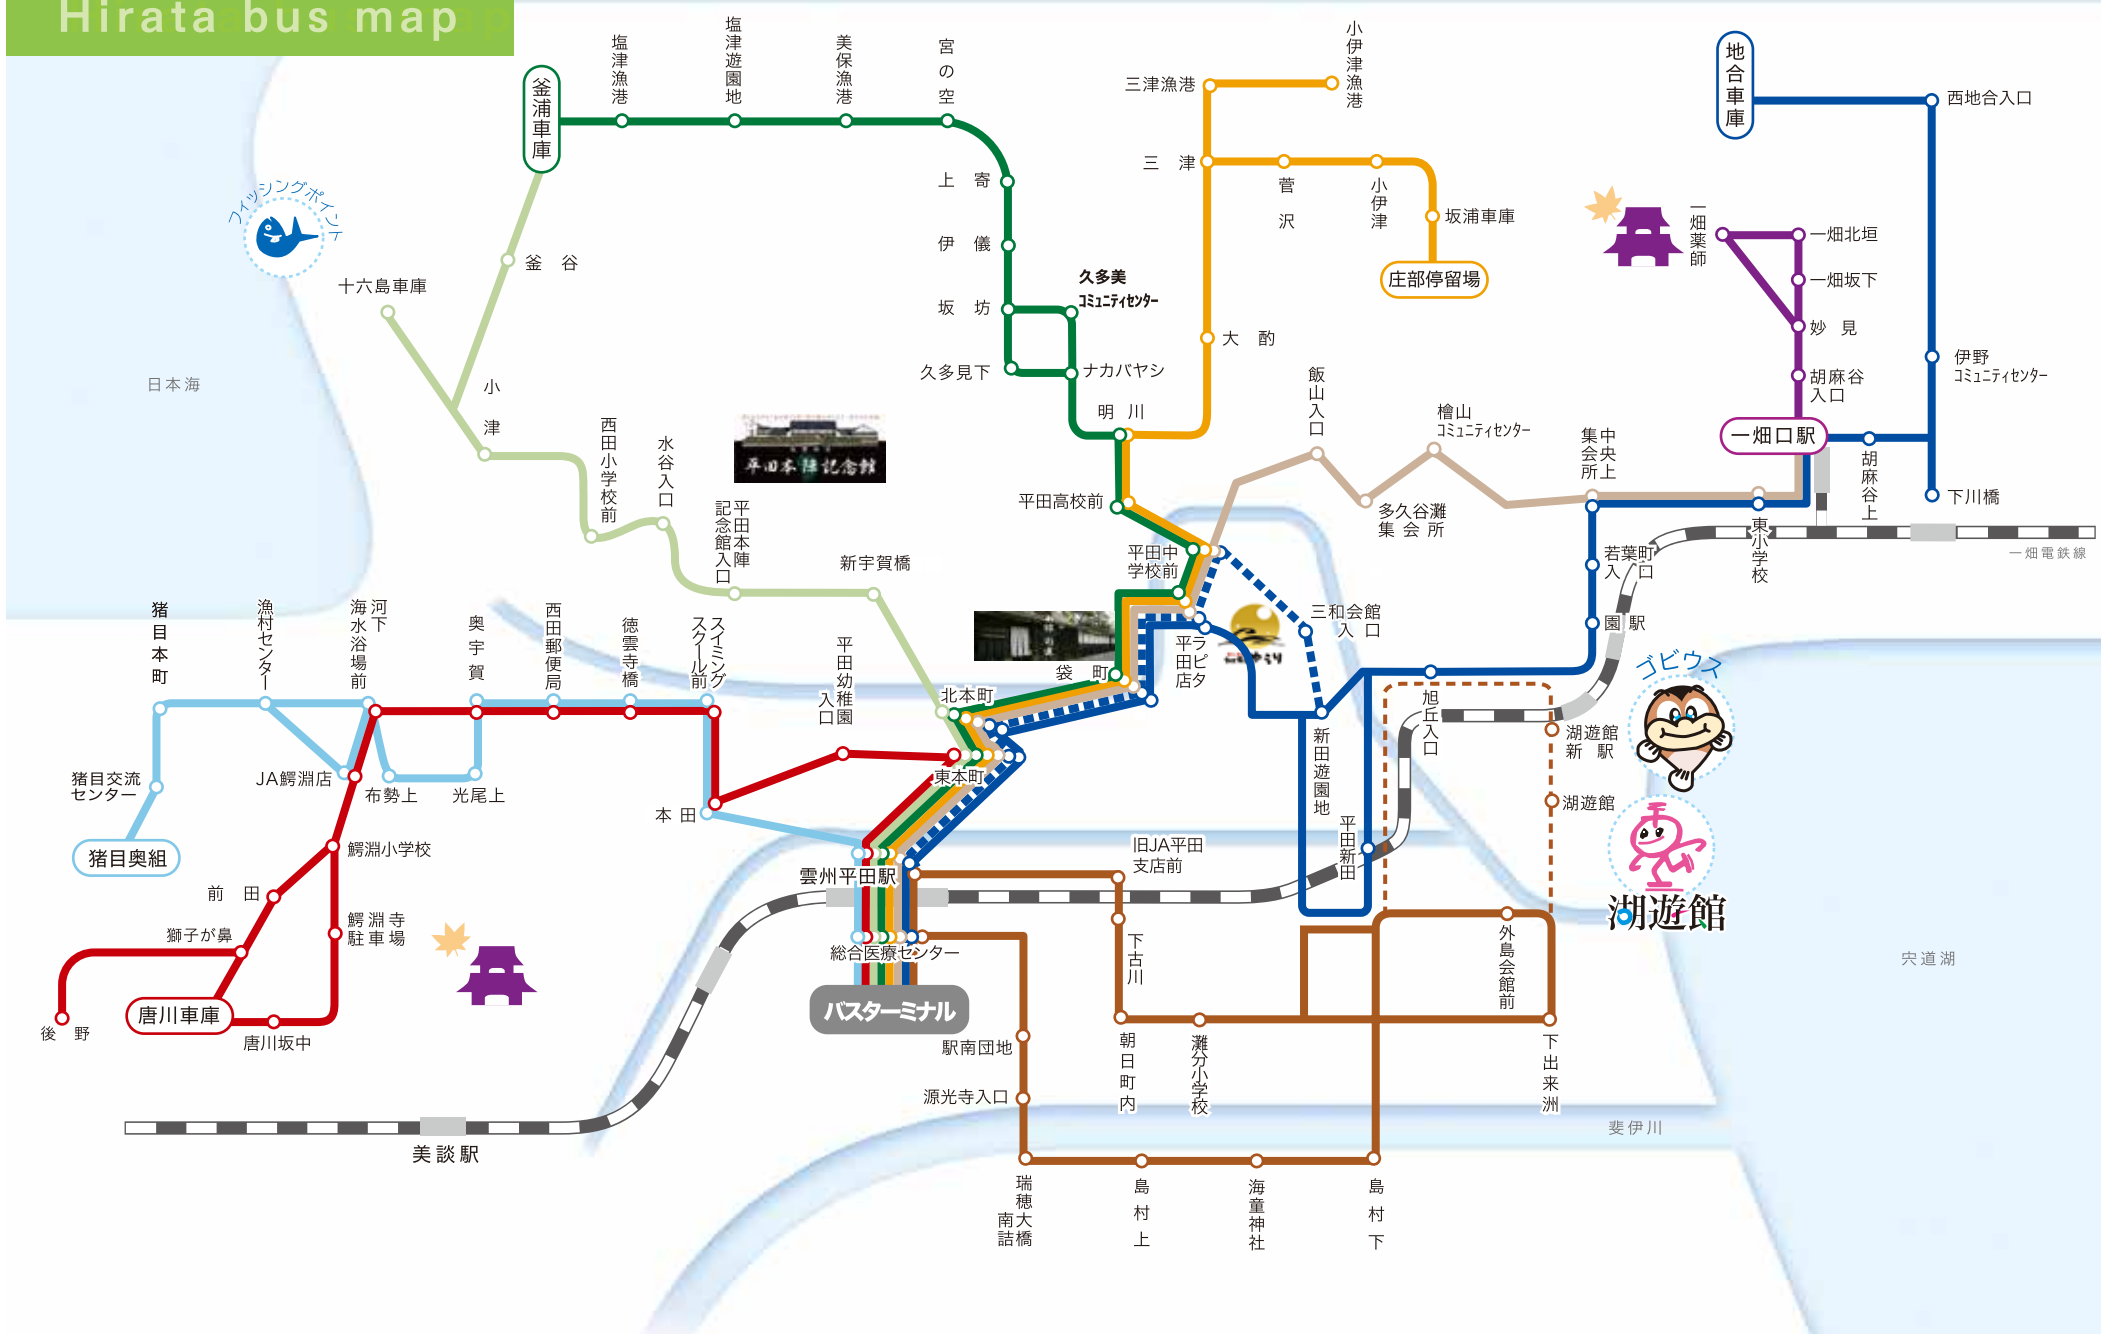 Hirata bus map
塩津漁港
塩津遊園地
美保漁港
宮の空
釜浦車庫
小伊津漁港
三津漁港
地合車庫
西地合入口
三津
菅沢
小伊津
坂浦車庫
庄部停留場
上寄
伊儀
坂坊
久多見下
久多美
コミュニティセンター
ナカバヤシ
明川
大酌
フィッシングポイント
釜谷
十六島車庫
小津
日本海
一畑薬師
一畑北垣
一畑坂下
妙見
胡麻谷
入口
伊野
コミュニティセンター
一畑口駅
胡麻谷上
下川橋
西田小学校前
水谷入口
平田本陣記念館
平田本陣
記念館入口
新宇賀橋
平田高校前
飯山入口
檜山
コミュニティセンター
多久谷灘
集会所
中央上
集会所
東小学校
一畑電鉄線
若葉町
入口
園駅
平田中
学校前
三和会館
入口
ラピタ
平田店
袋町
北本町
東本町
平田幼稚園
入口
猪目本町
漁村センター
河下
海水浴場前
奥宇賀
西田郵便局
徳雲寺橋
スイミング
スクール前
猪目交流
センター
猪目奥組
JA鰐淵店
布勢上
光尾上
本田
鰐淵小学校
前田
獅子が鼻
鰐淵寺
駐車場
唐川車庫
唐川坂中
後野
雲州平田駅
総合医療センター
バスターミナル
旧JA平田
支店前
下古川
新田遊園地
平田新田
旭丘入口
湖遊館
新駅
湖遊館
ゴビウス
湖遊館
外島会館前
宍道湖
駅南団地
源光寺入口
朝日町内
灘分小学校
下出来洲
斐伊川
美談駅
瑞穂大橋
南詰
島村上
海童神社
島村下